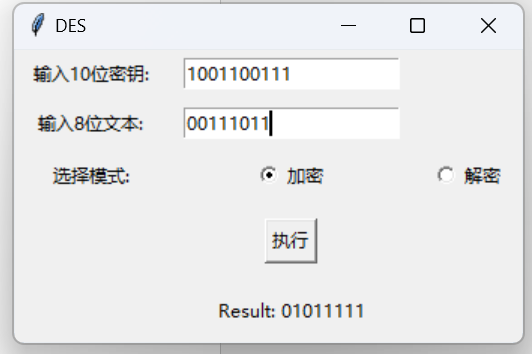 DES
输入10位密钥: 1001100111
输入8位文本: 00111011
选择模式: 加密 解密
执行
Result: 01011111